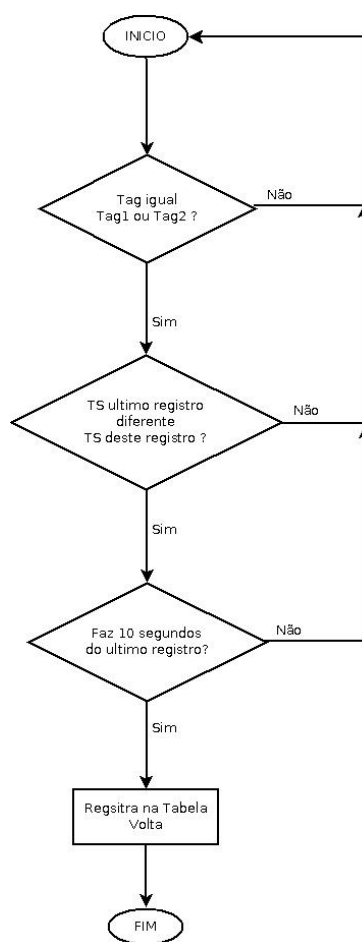 INICIO
Tag igual
Tag1 ou Tag2 ?
Não
Sim
TS ultimo registro
diferente
TS deste registro ?
Não
Sim
Faz 10 segundos
do ultimo registro?
Não
Sim
Regsitra na Tabela
Volta
FIM